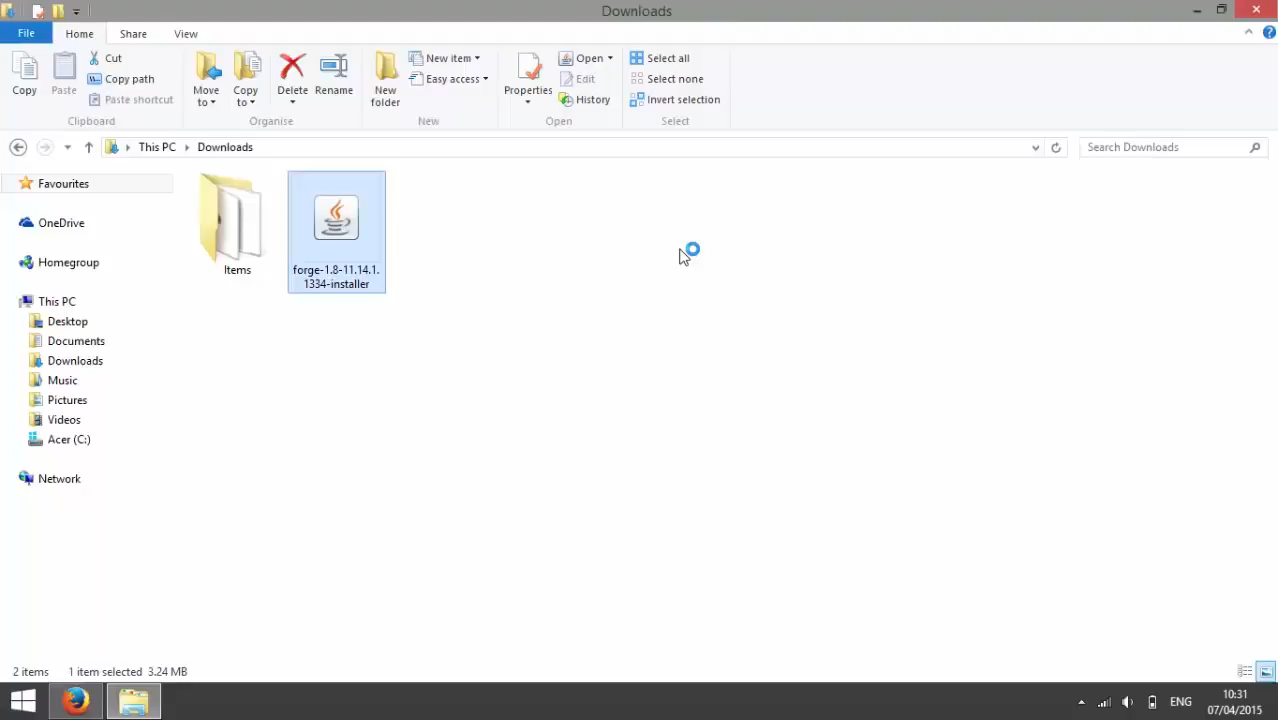 Downloads
File Home Share View
Copy
Paste
Cut
Copy path
Paste shortcut
Clipboard
Move to
Copy to
Delete
Rename
Organise
New folder
New item
Easy access
New
Properties
Open
Edit
History
Open
Select all
Select none
Invert selection
Select
This PC Downloads
Search Downloads
Favourites
OneDrive
Homegroup
This PC
Desktop
Documents
Downloads
Music
Pictures
Videos
Acer (C:)
Network
Items
forge-1.8-11.14.1.
1334-installer
2 items 1 item selected 3.24 MB
ENG
10:31
07/04/2015